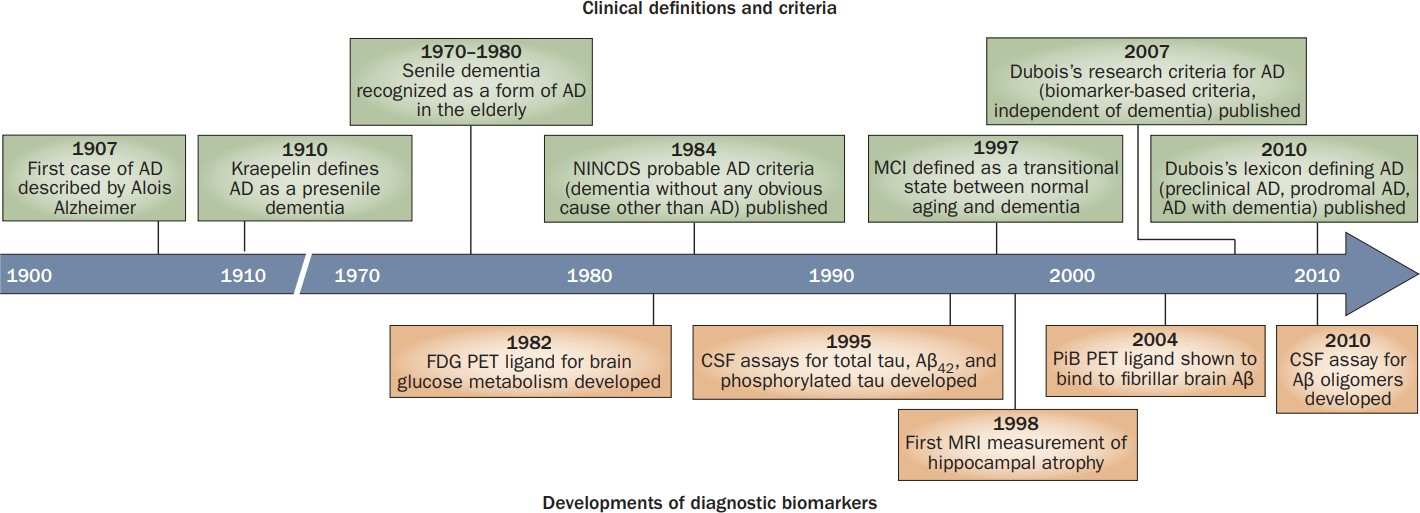 Clinical definitions and criteria
1970–1980
Senile dementia
recognized as a form of AD
in the elderly
2007
Dubois's research criteria for AD
(biomarker-based criteria,
independent of dementia) published
1907
First case of AD
described by Alois
Alzheimer
1910
Kraepelin defines
AD as a presenile
dementia
1984
NINCDS probable AD criteria
(dementia without any obvious
cause other than AD) published
1997
MCI defined as a transitional
state between normal
aging and dementia
2010
Dubois's lexicon defining AD
(preclinical AD, prodromal AD,
AD with dementia) published
1900 1910 1970 1980 1990 2000 2010
1982
FDG PET ligand for brain
glucose metabolism developed
1995
CSF assays for total tau, Aβ42, and
phosphorylated tau developed
2004
PiB PET ligand shown to
bind to fibrillar brain Aβ
2010
CSF assay for
Aβ oligomers
developed
1998
First MRI measurement of
hippocampal atrophy
Developments of diagnostic biomarkers